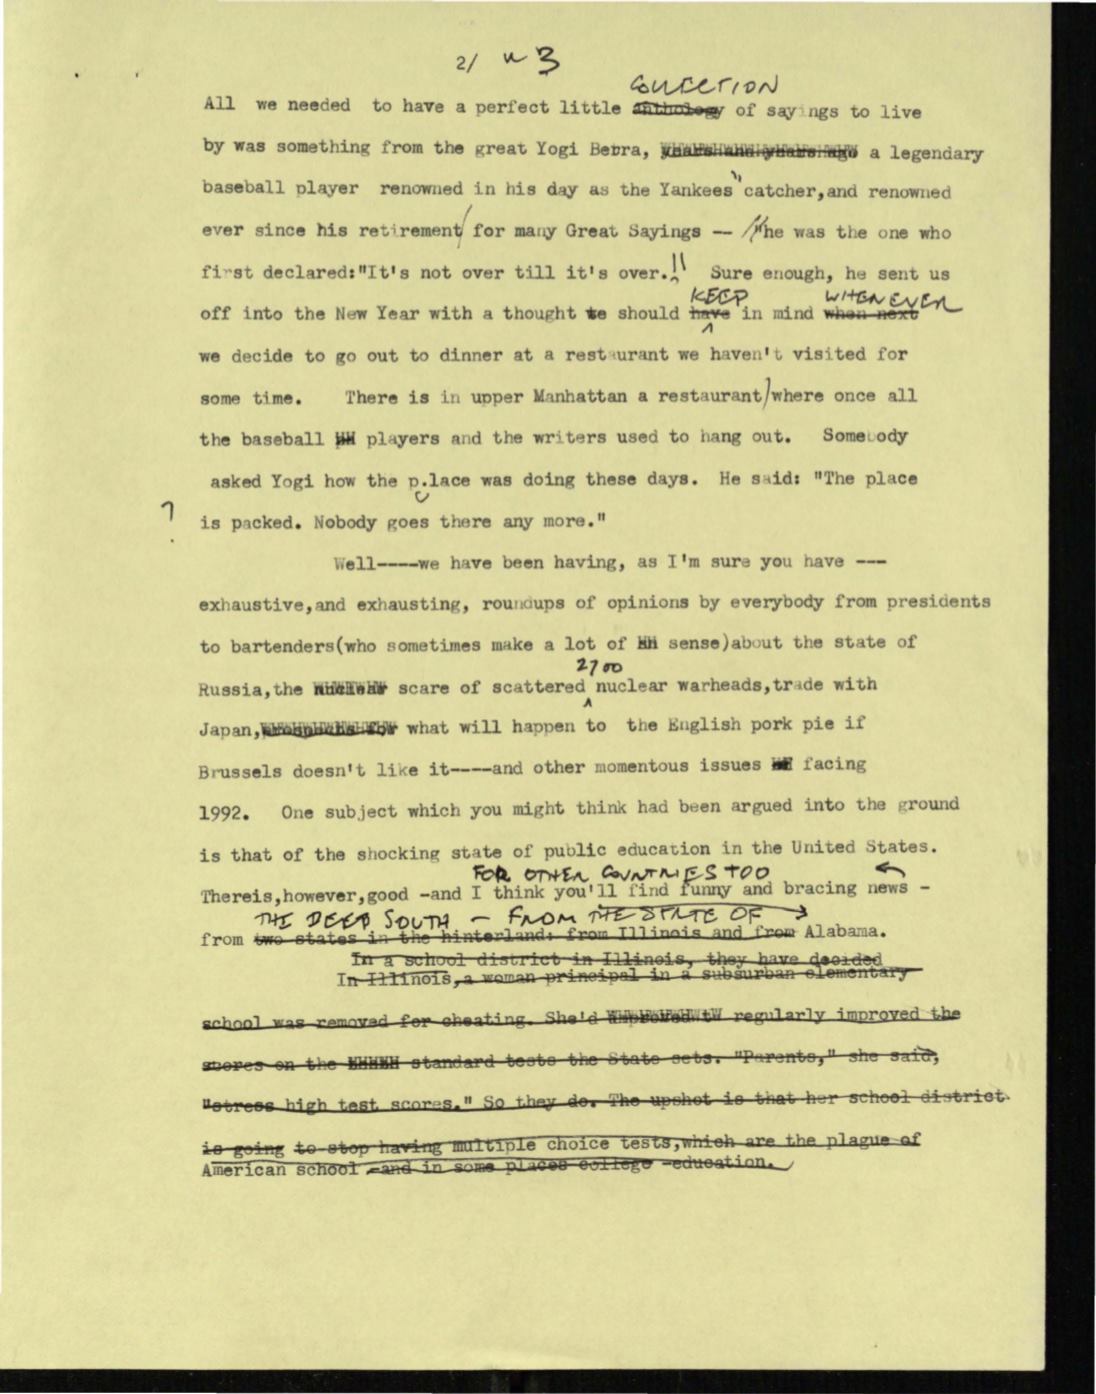 2/ " 3
COLLECTION
All we needed to have a perfect little anthology of sayings to live
by was something from the great Yogi Berra, years and years ago a legendary
baseball player renowned in his day as the Yankees" catcher,and renowned
ever since his retirement/ for many Great Sayings -- "he was the one who
first declared:"It's not over till it's over.!" Sure enough, he sent us
KEEP WHENEVER
off into the New Year with a thought te should have in mind when next
we decide to go out to dinner at a restaurant we haven't visited for
some time. There is in upper Manhattan a restaurant/where once all
the baseball players and the writers used to hang out. Somebody
asked Yogi how the p.lace was doing these days. He said: "The place
? is packed. Nobody goes there any more."
Well----we have been having, as I'm sure you have ---
exhaustive,and exhausting, roundups of opinions by everybody from presidents
to bartenders(who sometimes make a lot of sense)about the state of
2700
Russia,the nuclear scare of scattered nuclear warheads,trade with
Japan, what will happen to the English pork pie if
Brussels doesn't like it----and other momentous issues facing
1992. One subject which you might think had been argued into the ground
is that of the shocking state of public education in the United States.
FOR OTHER COUNTRIES TOO
Thereis,however,good -and I think you'll find funny and bracing news -
THE DEEP SOUTH - FROM THE STATE OF
from two states in the hinterland: from Illinois and from Alabama.
In a school district in Illinois, they have decided
In Illinois,a woman principal in a subsurban elementary
school was removed for cheating. She'd regularly improved the
scores on the standard tests the State sets. "Parents," she said,
"stress high test scores." So they do. The upshot is that her school district
is going to stop having multiple choice tests,which are the plague of
American school -and in some places college -education.